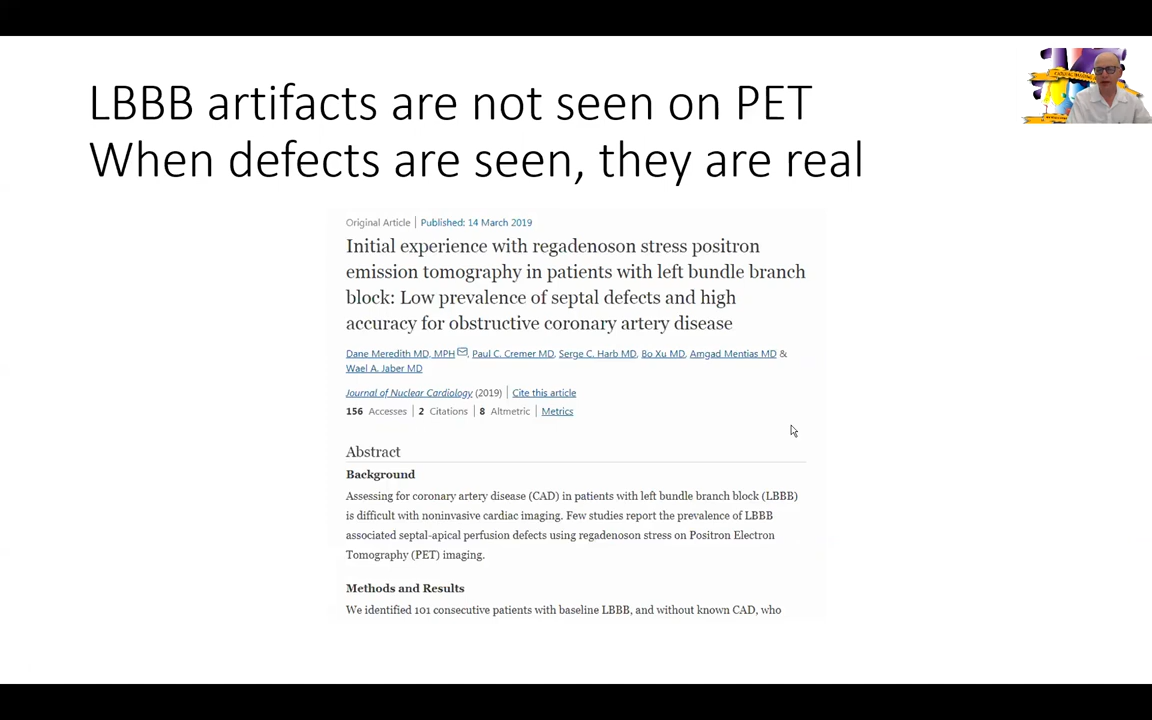 LBBB artifacts are not seen on PET
When defects are seen, they are real
Original Article | Published: 14 March 2019
Initial experience with regadenoson stress positron
emission tomography in patients with left bundle branch
block: Low prevalence of septal defects and high
accuracy for obstructive coronary artery disease
Dane Meredith MD, MPH, Paul C. Cremer MD, Serge C. Harb MD, Bo Xu MD, Amgad Mentias MD &
Wael A. Jaber MD
Journal of Nuclear Cardiology (2019) | Cite this article
156 Accesses | 2 Citations | 8 Altmetric | Metrics
Abstract
Background
Assessing for coronary artery disease (CAD) in patients with left bundle branch block (LBBB)
is difficult with noninvasive cardiac imaging. Few studies report the prevalence of LBBB
associated septal-apical perfusion defects using regadenoson stress on Positron Electron
Tomography (PET) imaging.
Methods and Results
We identified 101 consecutive patients with baseline LBBB, and without known CAD, who